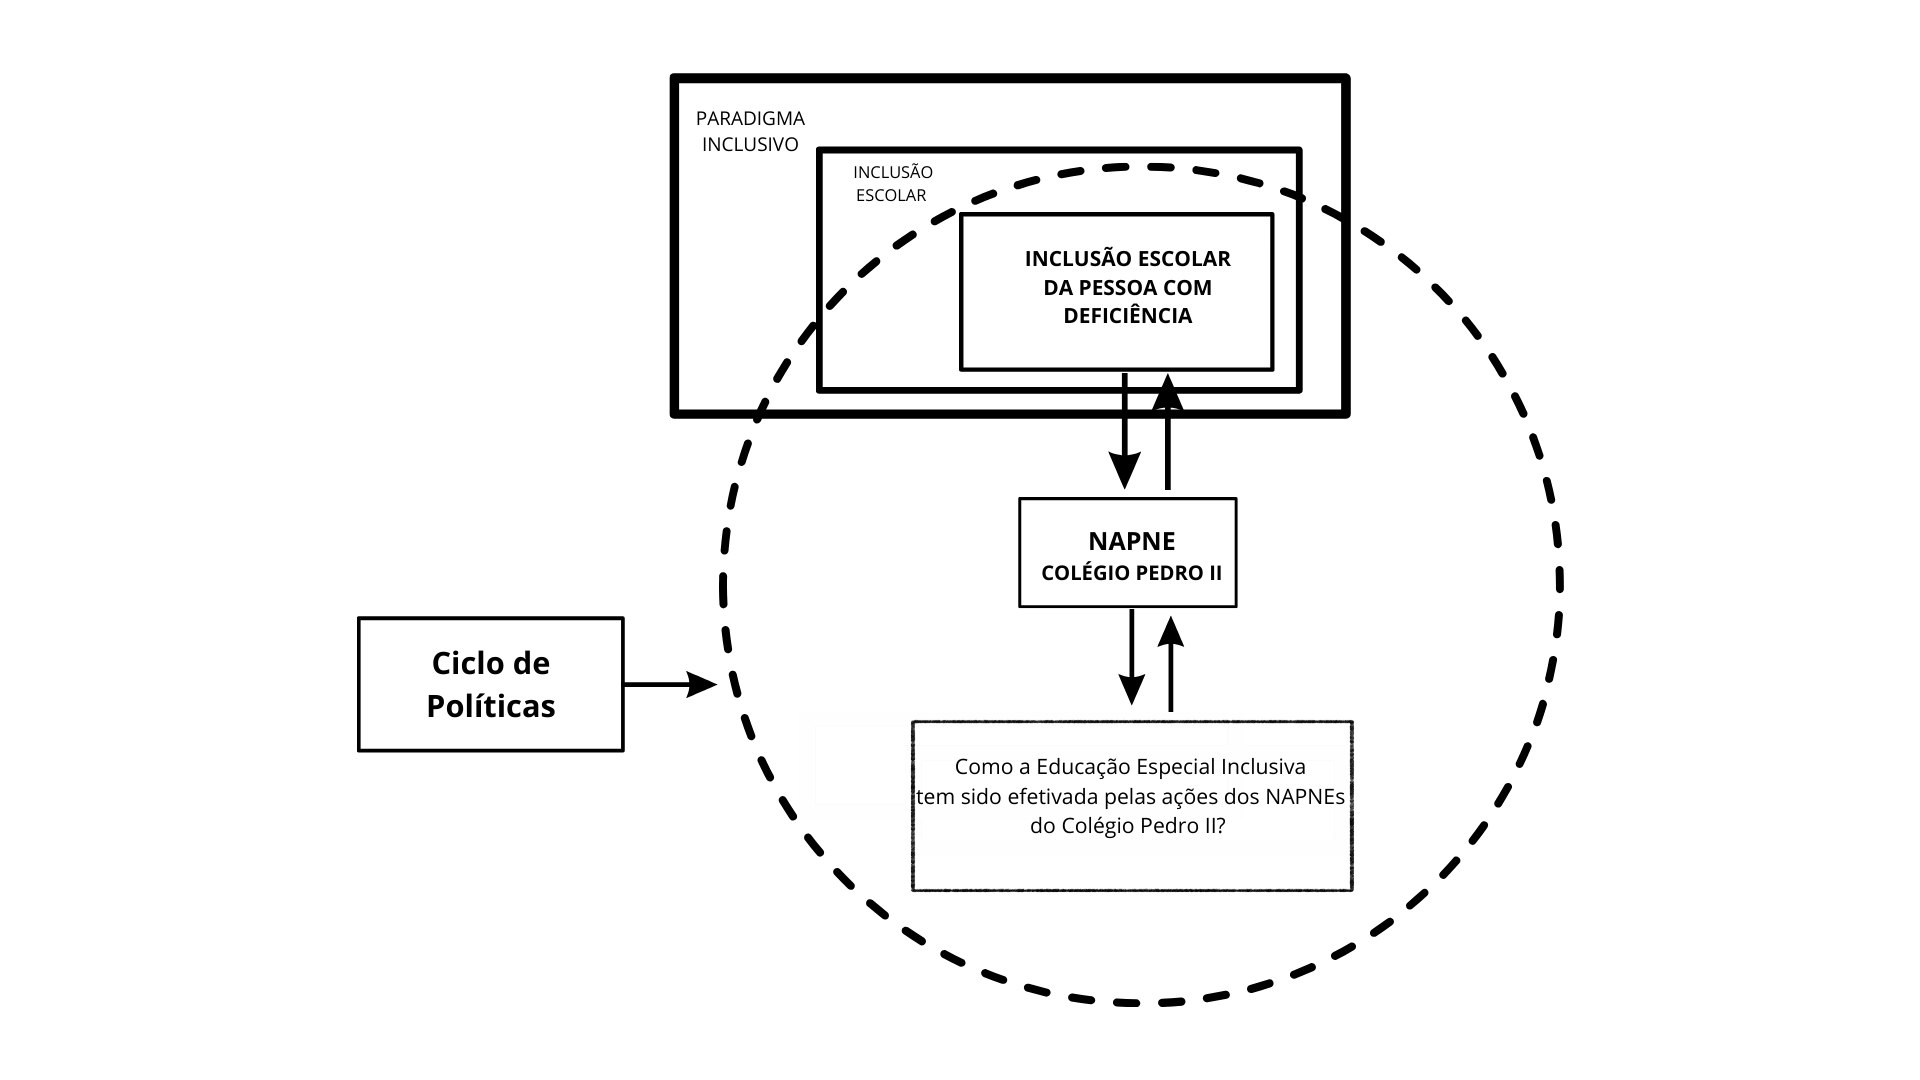 PARADIGMA
INCLUSIVO
INCLUSÃO
ESCOLAR
INCLUSÃO ESCOLAR
DA PESSOA COM
DEFICIÊNCIA
NAPNE
COLÉGIO PEDRO II
Ciclo de
Políticas
Como a Educação Especial Inclusiva
tem sido efetivada pelas ações dos NAPNEs
do Colégio Pedro II?